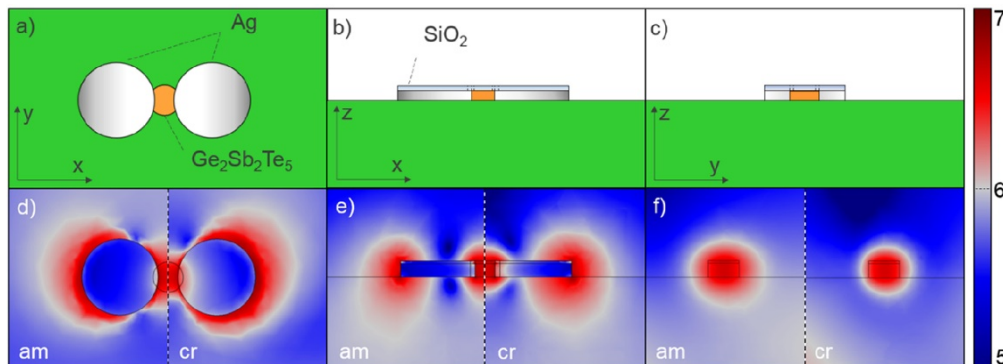 a)
Ag
y
x
Ge₂Sb₂Te₅
b)
SiO₂
z
x
c)
z
y
7
6
5
d)
am
cr
e)
am
cr
f)
am
cr